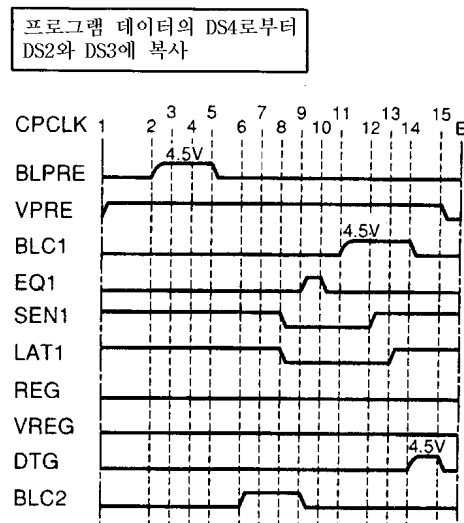 프로그램 데이터의 DS4로부터
DS2와 DS3에 복사
CPCLK 1 2 3 4 5 6 7 8 9 10 11 12 13 14 15 E
BLPRE 4.5V
VPRE
BLC1 4.5V
EQ1
SEN1
LAT1
REG
VREG
DTG 4.5V
BLC2